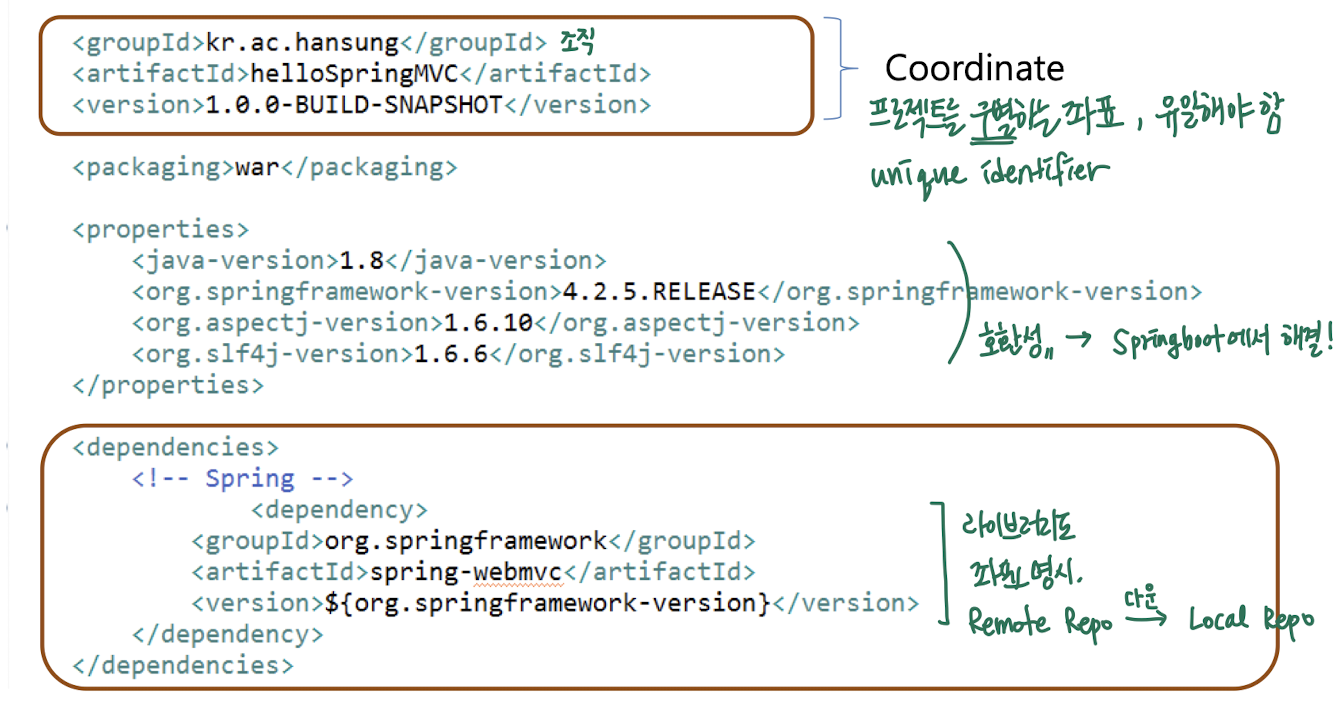 <groupId>kr.ac.hansung</groupId> 조직
<artifactId>helloSpringMVC</artifactId>
<version>1.0.0-BUILD-SNAPSHOT</version>
Coordinate
프로젝트를 구별하는 좌표, 유일해야 함
unique identifier
<packaging>war</packaging>
<properties>
<java-version>1.8</java-version>
<org.springframework-version>4.2.5.RELEASE</org.springframework-version>
<org.aspectj-version>1.6.10</org.aspectj-version>
<org.slf4j-version>1.6.6</org.slf4j-version>
</properties>
호환성 → Springboot에서 해결!
<dependencies>
<!-- Spring -->
<dependency>
<groupId>org.springframework</groupId>
<artifactId>spring-webmvc</artifactId>
<version>${org.springframework-version}</version>
</dependency>
</dependencies>
라이브러리도
좌표 명시.
Remote Repo 다운 → Local Repo